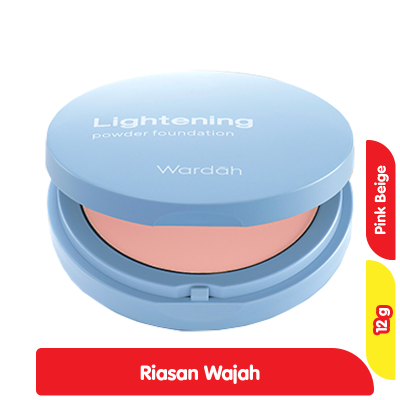 Lightening
powder foundation
Wardah
Pink Beige
12 g
Riasan Wajah